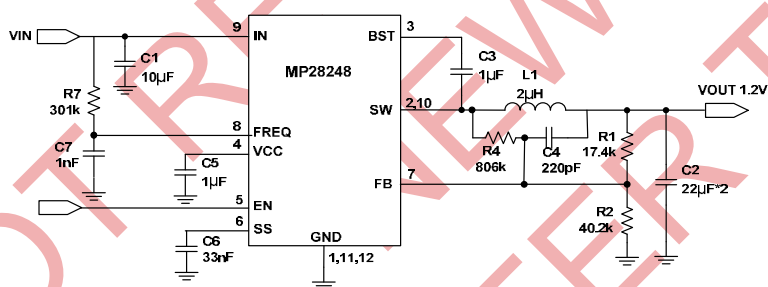 VIN
9
IN
BST
3
C1
10µF
MP28248
C3
1µF
L1
2µH
VOUT 1.2V
R7
301k
SW
2,10
8
FREQ
C7
1nF
4
VCC
C5
1µF
R4
806k
C4
220pF
R1
17.4k
FB
7
C2
22µF*2
5
EN
6
SS
R2
40.2k
C6
33nF
GND
1,11,12